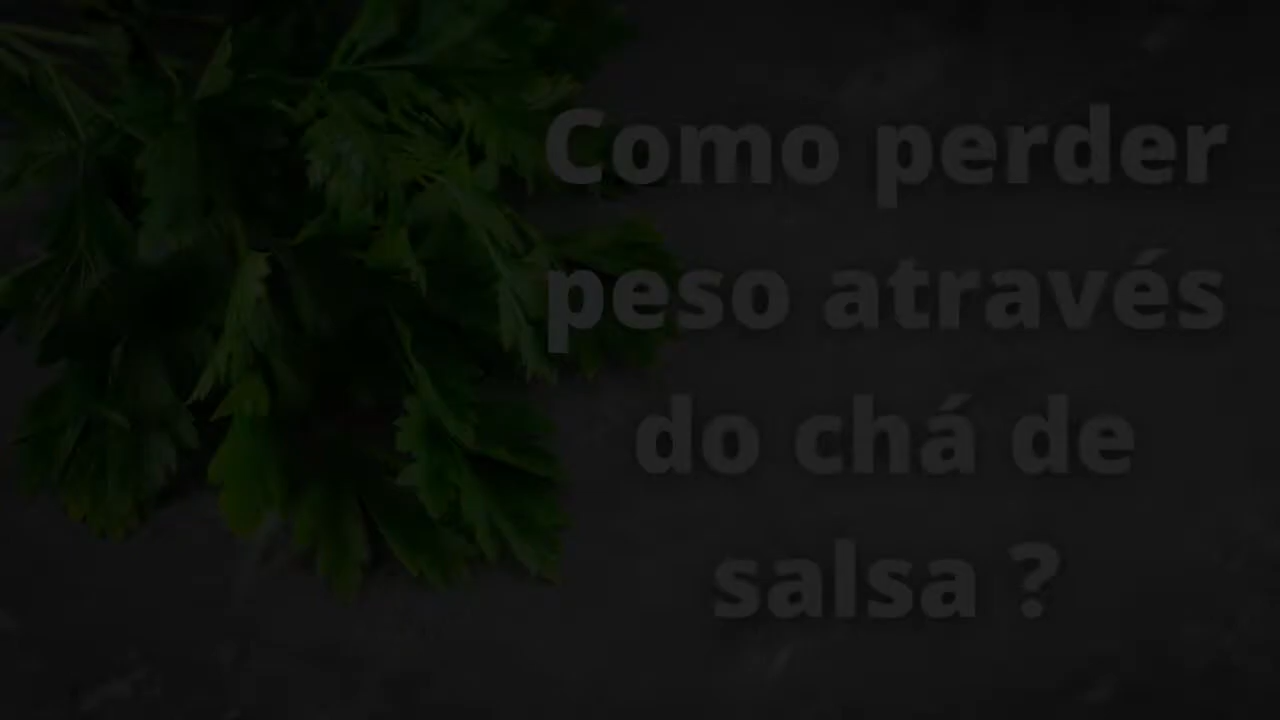 Como perder
peso através
do chá de
salsa ?